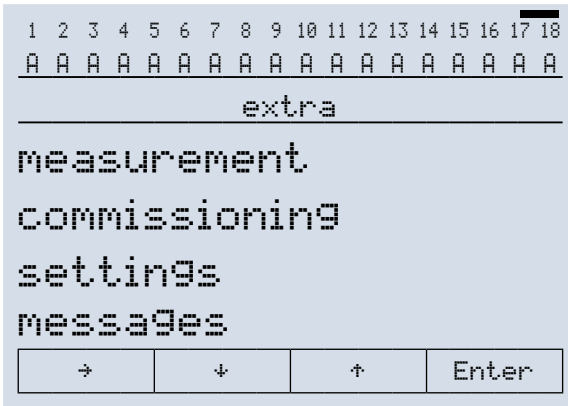 1 2 3 4 5 6 7 8 9 10 11 12 13 14 15 16 17 18
A A A A A A A A A A A A A A A A A A
extra
measurement
commissioning
settings
messages
→ ↓ ↑ Enter